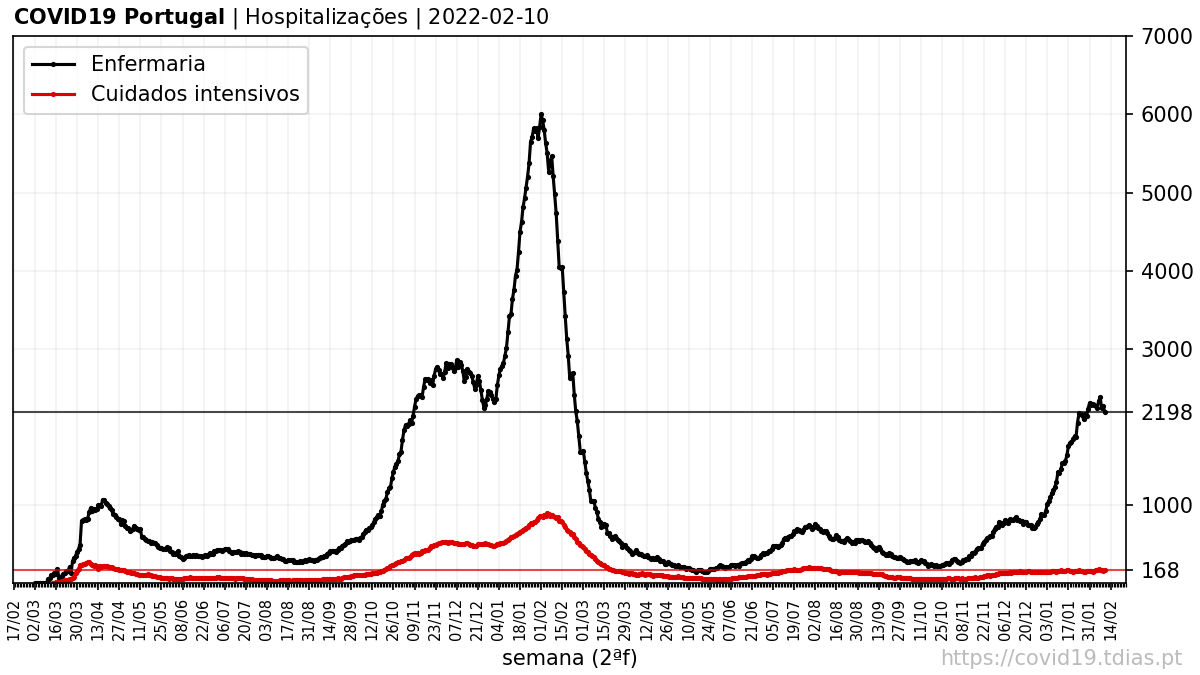 COVID19 Portugal | Hospitalizações | 2022-02-10
Enfermaria
Cuidados intensivos
7000
6000
5000
4000
3000
2198
1000
168
17/02 02/03 16/03 30/03 13/04 27/04 11/05 25/05 08/06 22/06 06/07 20/07 03/08 17/08 31/08 14/09 28/09 12/10 26/10 09/11 23/11 07/12 21/12 04/01 18/01 01/02 15/02 01/03 15/03 29/03 12/04 26/04 10/05 24/05 07/06 21/06 05/07 19/07 02/08 16/08 30/08 13/09 27/09 11/10 25/10 08/11 22/11 06/12 20/12 03/01 17/01 31/01 14/02
semana (2ªf)
https://covid19.tdias.pt